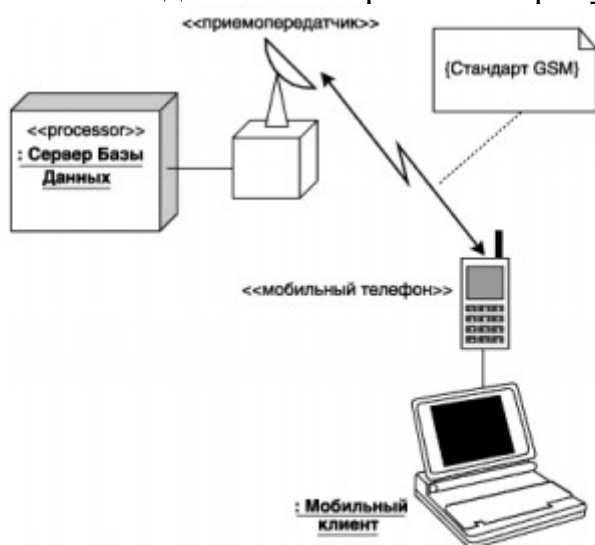 <<приемопередатчик>>
{Стандарт GSM}
<<processor>>
: Сервер Базы
Данных
<<мобильный телефон>>
: Мобильный
клиент